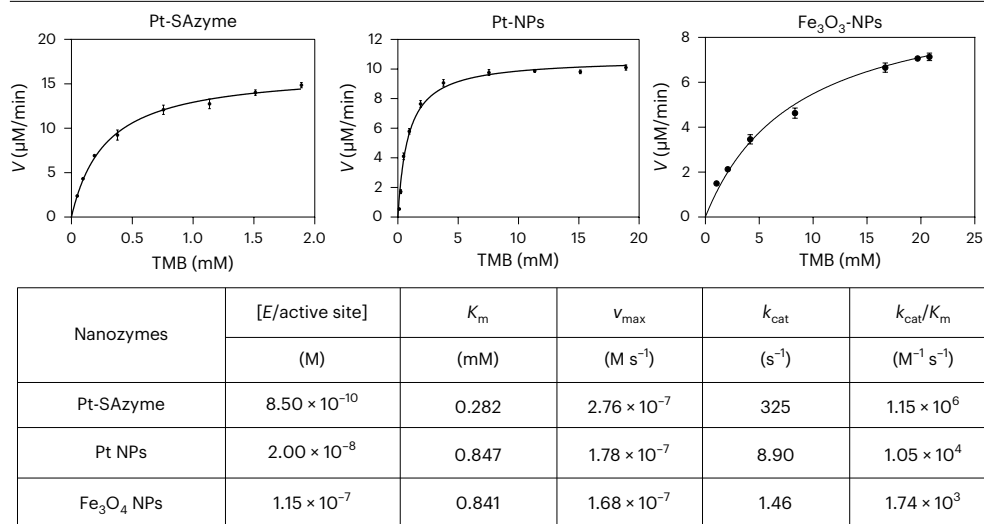 Pt-SAzyme
20
15
10
5
0
V (µM/min)
0 0.5 1.0 1.5 2.0
TMB (mM)
Pt-NPs
12
10
8
6
4
2
0
V (µM/min)
0 5 10 15 20
TMB (mM)
Fe₃O₃-NPs
8
6
4
2
0
V (µM/min)
0 5 10 15 20 25
TMB (mM)
Nanozymes [E/active site] Kₘ vₘₐₓ k_cat k_cat/Kₘ
(M) (mM) (M s⁻¹) (s⁻¹) (M⁻¹ s⁻¹)
Pt-SAzyme 8.50 × 10⁻¹⁰ 0.282 2.76 × 10⁻⁷ 325 1.15 × 10⁶
Pt NPs 2.00 × 10⁻⁸ 0.847 1.78 × 10⁻⁷ 8.90 1.05 × 10⁴
Fe₃O₄ NPs 1.15 × 10⁻⁷ 0.841 1.68 × 10⁻⁷ 1.46 1.74 × 10³